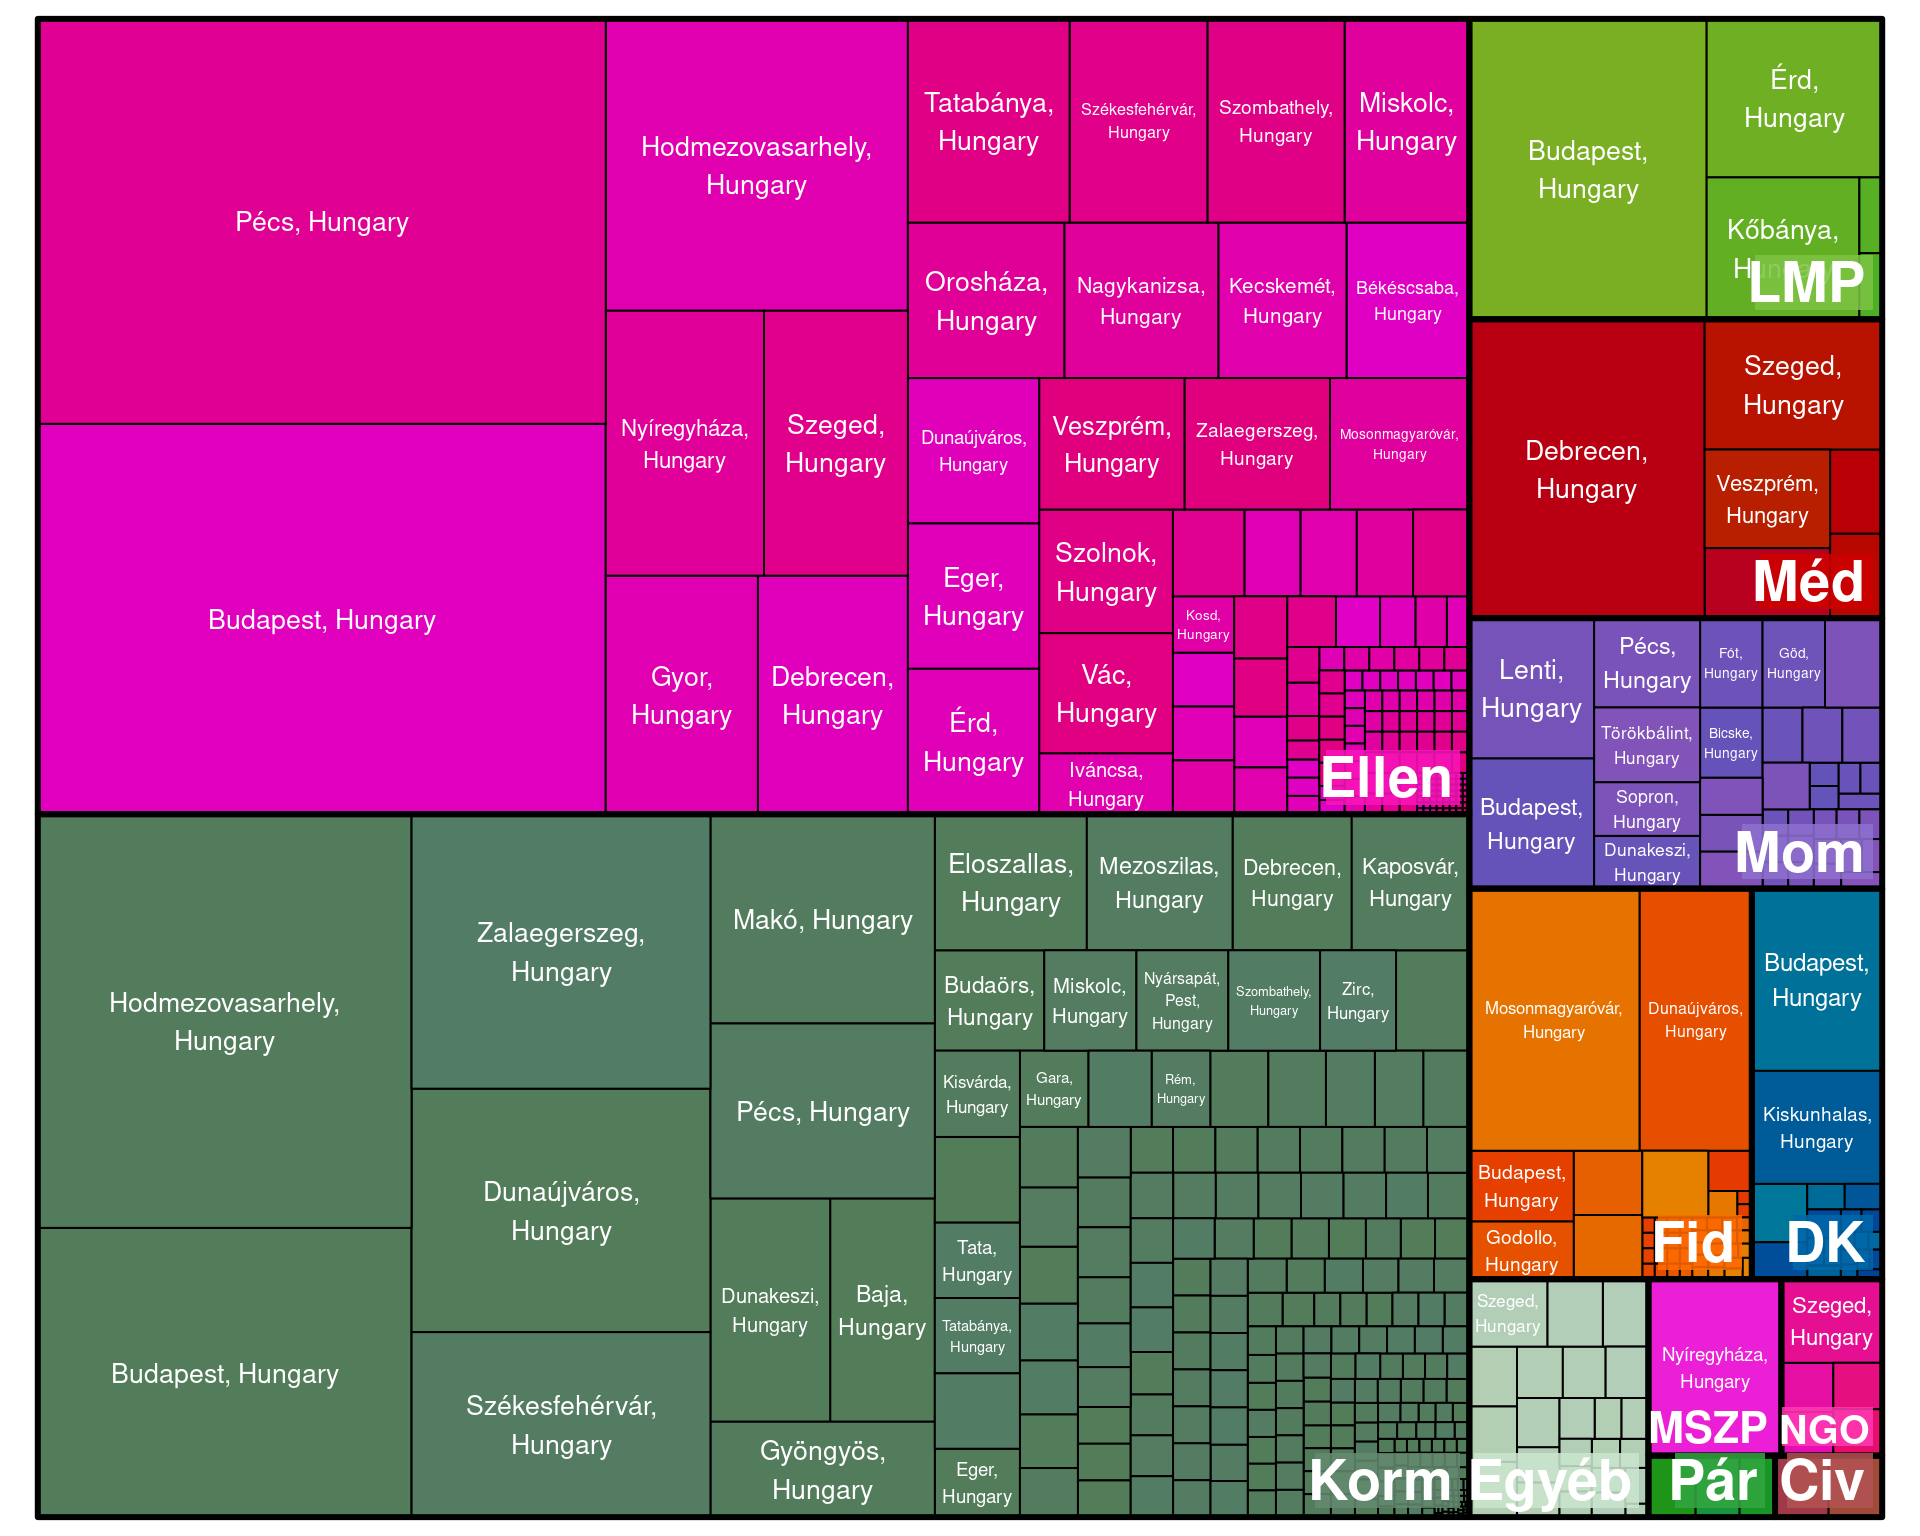 Pécs, Hungary
Budapest, Hungary
Hodmezovasarhely,
Hungary
Nyíregyháza,
Hungary
Szeged,
Hungary
Gyor,
Hungary
Debrecen,
Hungary
Tatabánya,
Hungary
Székesfehérvár,
Hungary
Szombathely,
Hungary
Miskolc,
Hungary
Orosháza,
Hungary
Nagykanizsa,
Hungary
Kecskemét,
Hungary
Békéscsaba,
Hungary
Dunaújváros,
Hungary
Veszprém,
Hungary
Zalaegerszeg,
Hungary
Mosonmagyaróvár,
Hungary
Eger,
Hungary
Szolnok,
Hungary
Kosd,
Hungary
Érd,
Hungary
Vác,
Hungary
Iváncsa,
Hungary
Ellen
Hodmezovasarhely,
Hungary
Budapest, Hungary
Zalaegerszeg,
Hungary
Dunaújváros,
Hungary
Székesfehérvár,
Hungary
Makó, Hungary
Pécs, Hungary
Dunakeszi,
Hungary
Baja,
Hungary
Gyöngyös,
Hungary
Eloszallas,
Hungary
Mezoszilas,
Hungary
Debrecen,
Hungary
Kaposvár,
Hungary
Budaörs,
Hungary
Miskolc,
Hungary
Nyársapát,
Pest,
Hungary
Szombathely,
Hungary
Zirc,
Hungary
Kisvárda,
Hungary
Gara,
Hungary
Rém,
Hungary
Tata,
Hungary
Tatabánya,
Hungary
Eger,
Hungary
Korm
Budapest,
Hungary
Érd,
Hungary
Kőbánya,
Hungary
LMP
Debrecen,
Hungary
Szeged,
Hungary
Veszprém,
Hungary
Méd
Lenti,
Hungary
Budapest,
Hungary
Pécs,
Hungary
Törökbálint,
Hungary
Sopron,
Hungary
Dunakeszi,
Hungary
Fót,
Hungary
Göd,
Hungary
Bicske,
Hungary
Mom
Mosonmagyaróvár,
Hungary
Dunaújváros,
Hungary
Budapest,
Hungary
Godollo,
Hungary
Fid
Budapest,
Hungary
Kiskunhalas,
Hungary
DK
Szeged,
Hungary
Egyéb
Nyíregyháza,
Hungary
MSZP
Szeged,
Hungary
NGO
Pár
Civ